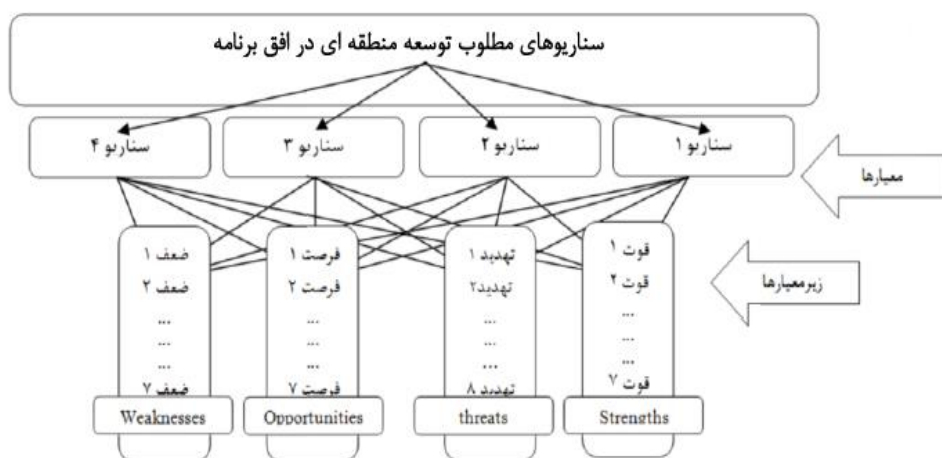 سناریوهای مطلوب توسعه منطقه ای در افق برنامه
سناریو ۱
سناریو ۲
سناریو ۳
سناریو ۴
معیارها
قوت ۱
قوت ۲
...
...
...
قوت ۷
Strengths
تهدید ۱
تهدید۲
...
...
...
تهدید ۸
threats
فرصت ۱
فرصت ۲
...
...
...
فرصت ۷
Opportunities
ضعف ۱
ضعف ۲
...
...
...
ضعف ۷
Weaknesses
زیرمعیارها